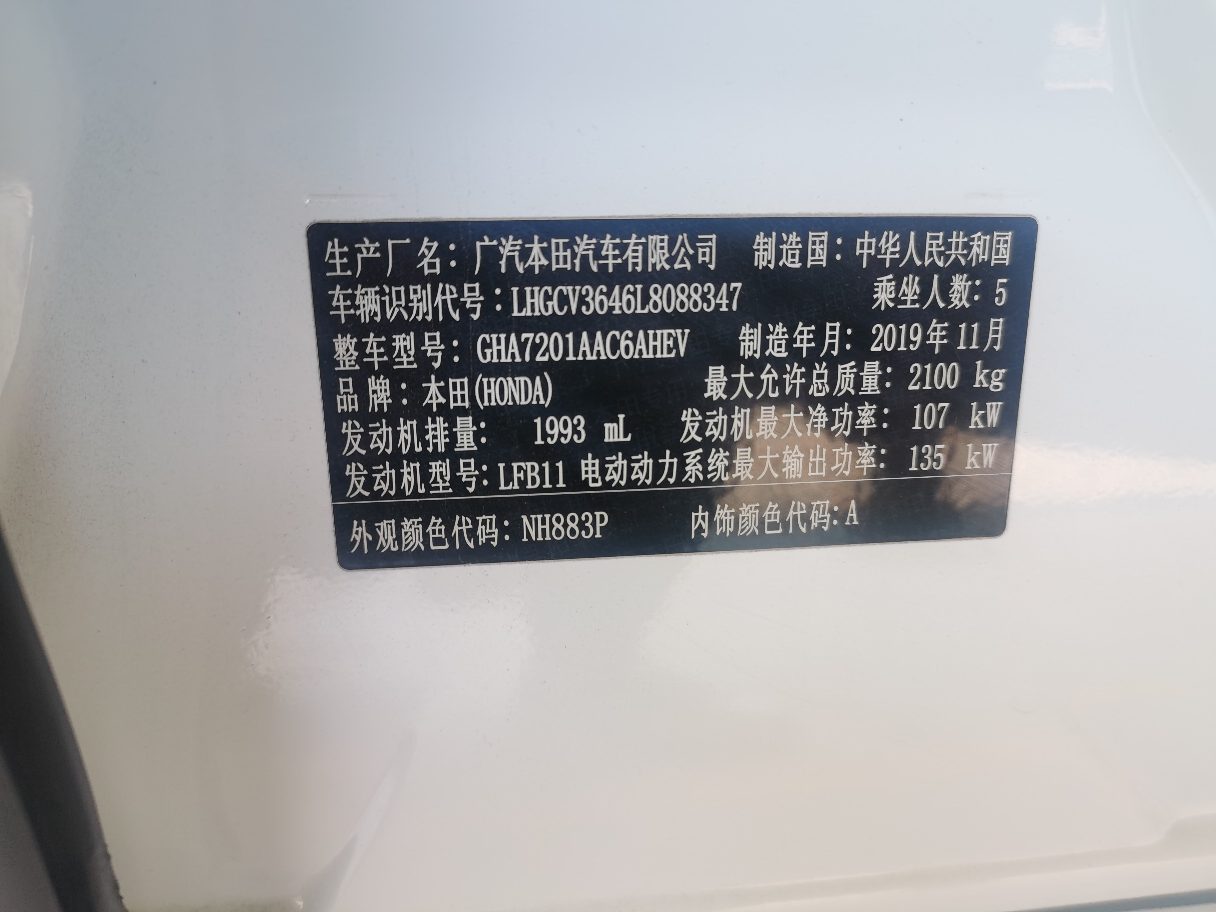 生产厂名：广汽本田汽车有限公司 制造国：中华人民共和国
车辆识别代号：LHGCV3646L8088347 乘坐人数：5
整车型号：GHA7201AAC6AHEV 制造年月：2019年11月
品牌：本田(HONDA) 最大允许总质量：2100 kg
发动机排量： 1993 mL 发动机最大净功率：107 kW
发动机型号：LFB11 电动动力系统最大输出功率：135 kW
外观颜色代码：NH883P 内饰颜色代码：A